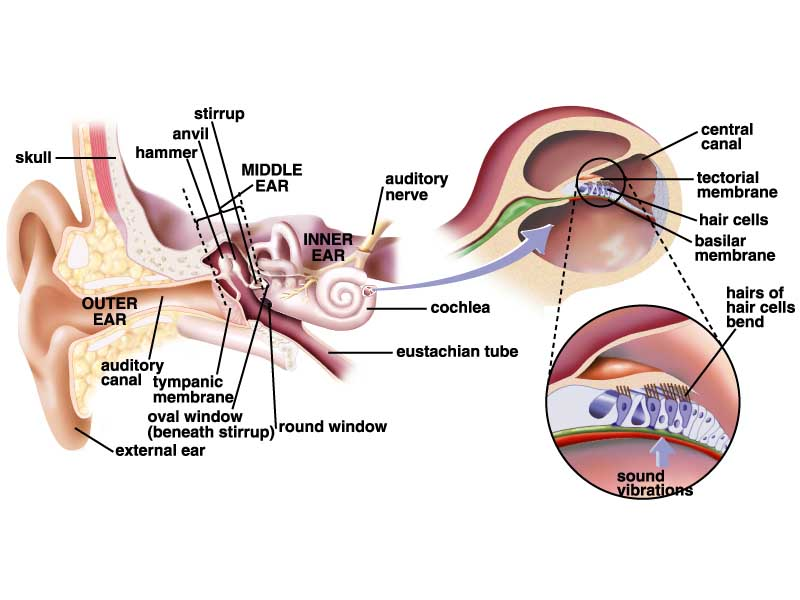 stirrup
anvil
hammer
skull
MIDDLE
EAR
auditory
nerve
INNER
EAR
OUTER
EAR
cochlea
eustachian tube
auditory
canal
tympanic
membrane
oval window
(beneath stirrup)
round window
external ear
central
canal
tectorial
membrane
hair cells
basilar
membrane
hairs of
hair cells
bend
sound
vibrations